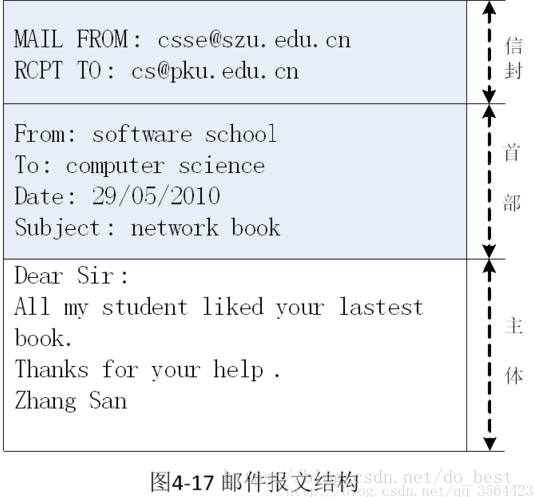 MAIL FROM: csse@szu.edu.cn
RCPT TO: cs@pku.edu.cn
信封
From: software school
To: computer science
Date: 29/05/2010
Subject: network book
首部
Dear Sir:
All my student liked your lastest
book.
Thanks for your help .
Zhang San
主体
图4-17 邮件报文结构
csdn.net/do_best
http://blog.csdn.net/qq_3564423